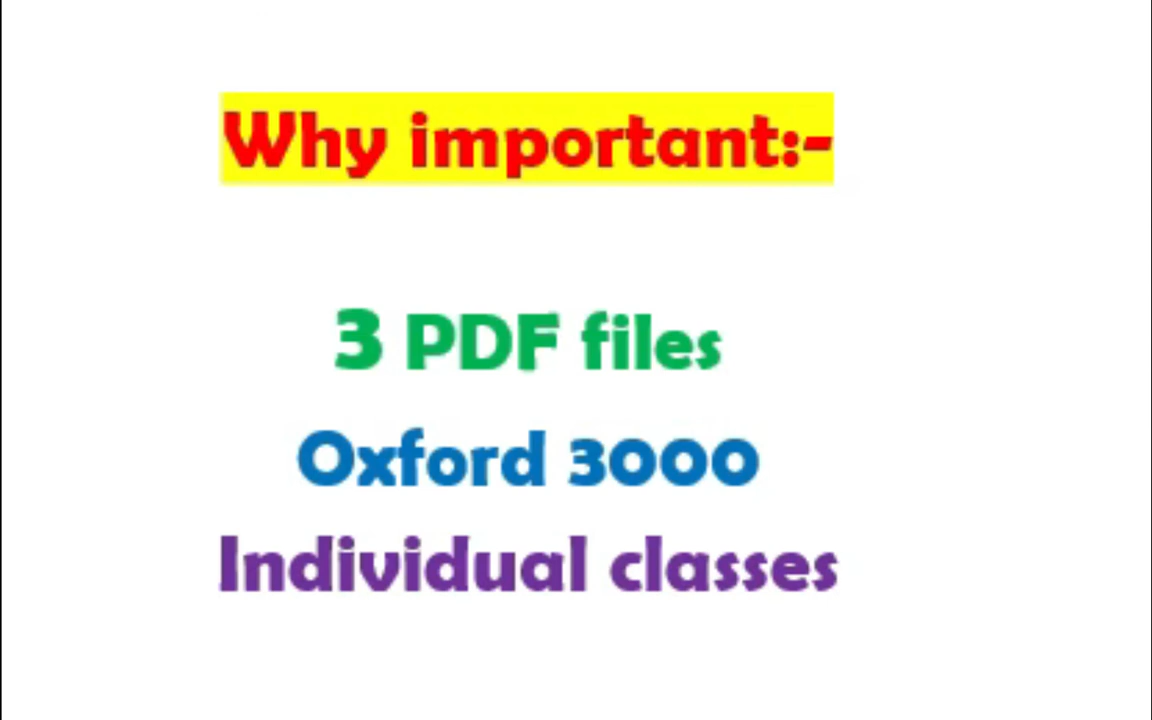 Why important:-
3 PDF files
Oxford 3000
Individual classes